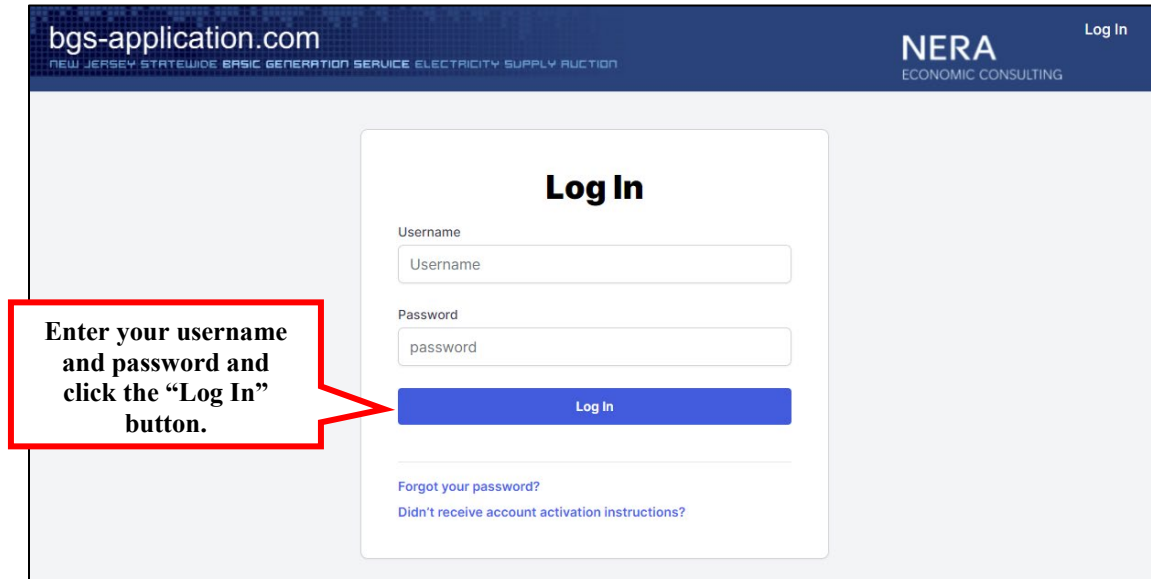 bgs-application.com
NEW JERSEY STATEWIDE BASIC GENERATION SERVICE ELECTRICITY SUPPLY AUCTION
NERA
ECONOMIC CONSULTING
Log In
Log In
Username
Username
Password
password
Log In
Enter your username
and password and
click the “Log In”
button.
Forgot your password?
Didn’t receive account activation instructions?